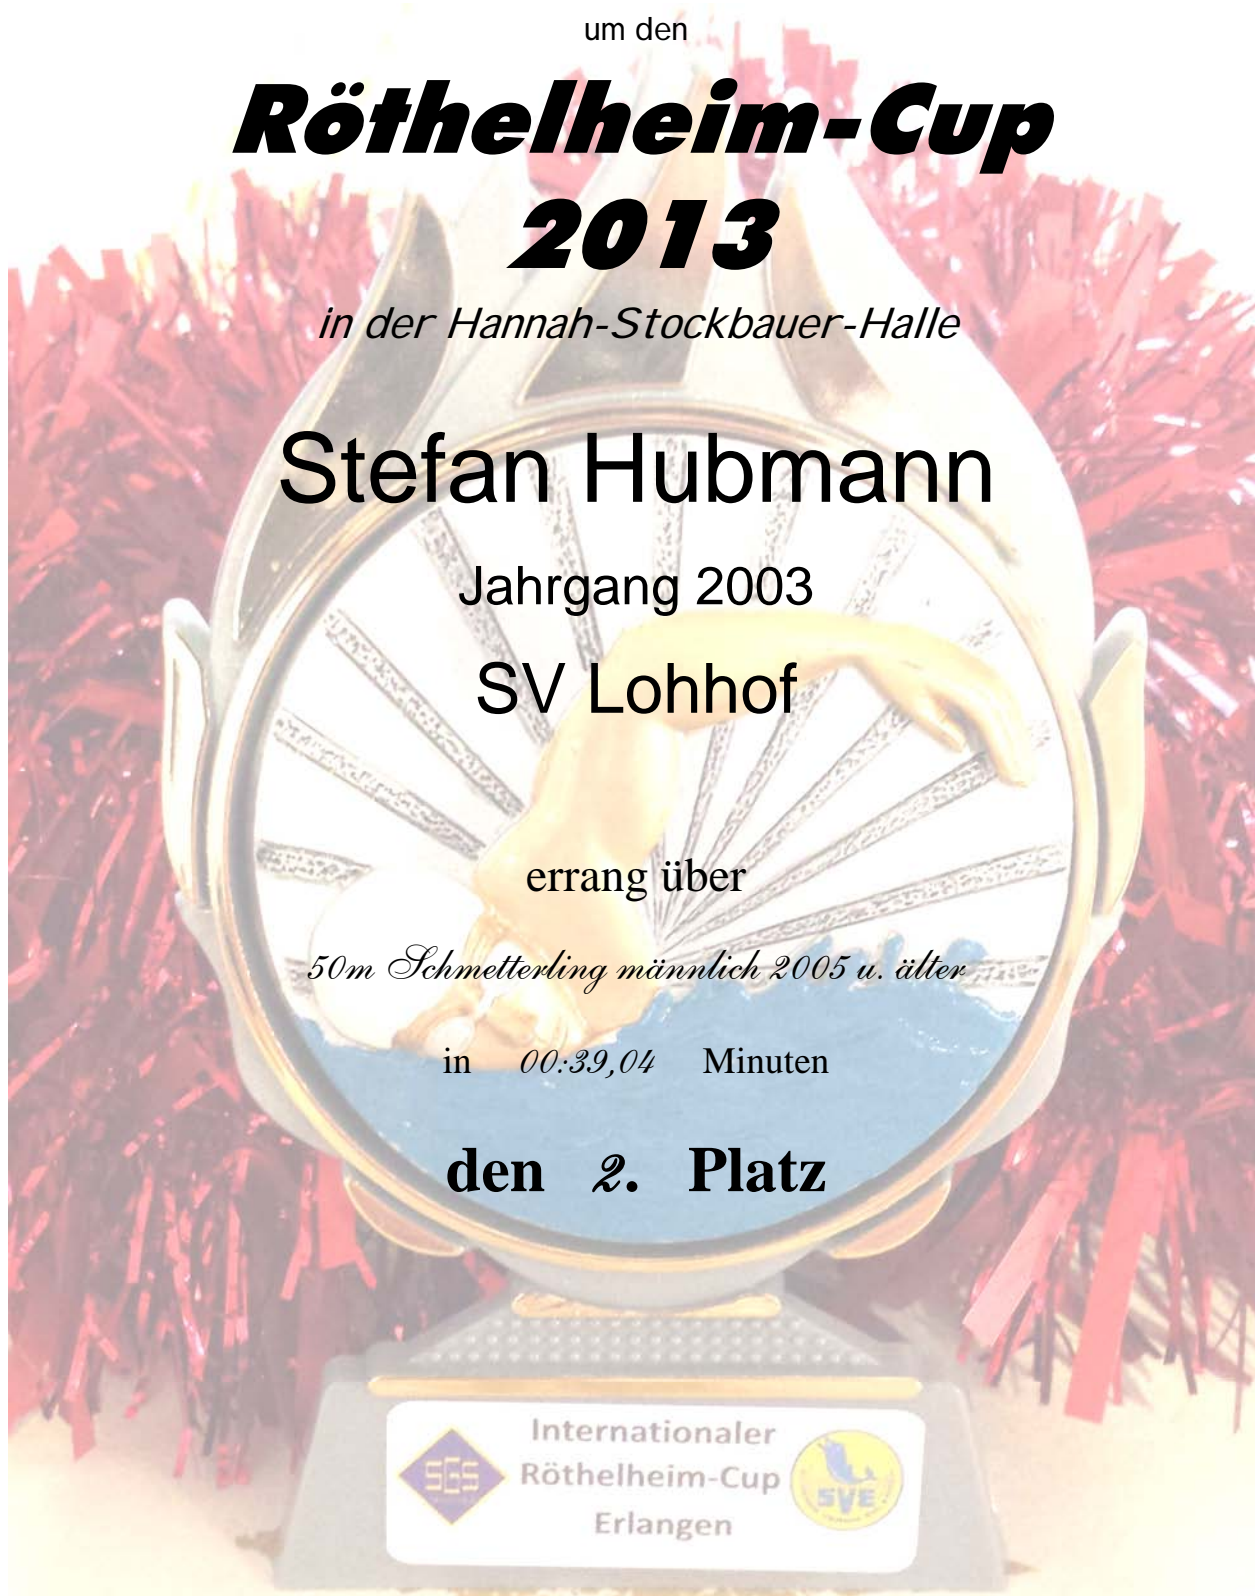 um den
Röthelheim-Cup
2013
in der Hannah-Stockbauer-Halle
Stefan Hubmann
Jahrgang 2003
SV Lohhof
errang über
50m Schmetterling männlich 2005 u. älter
in 00:39,04 Minuten
den 2. Platz
Internationaler
Röthelheim-Cup
Erlangen
SGS
SVE